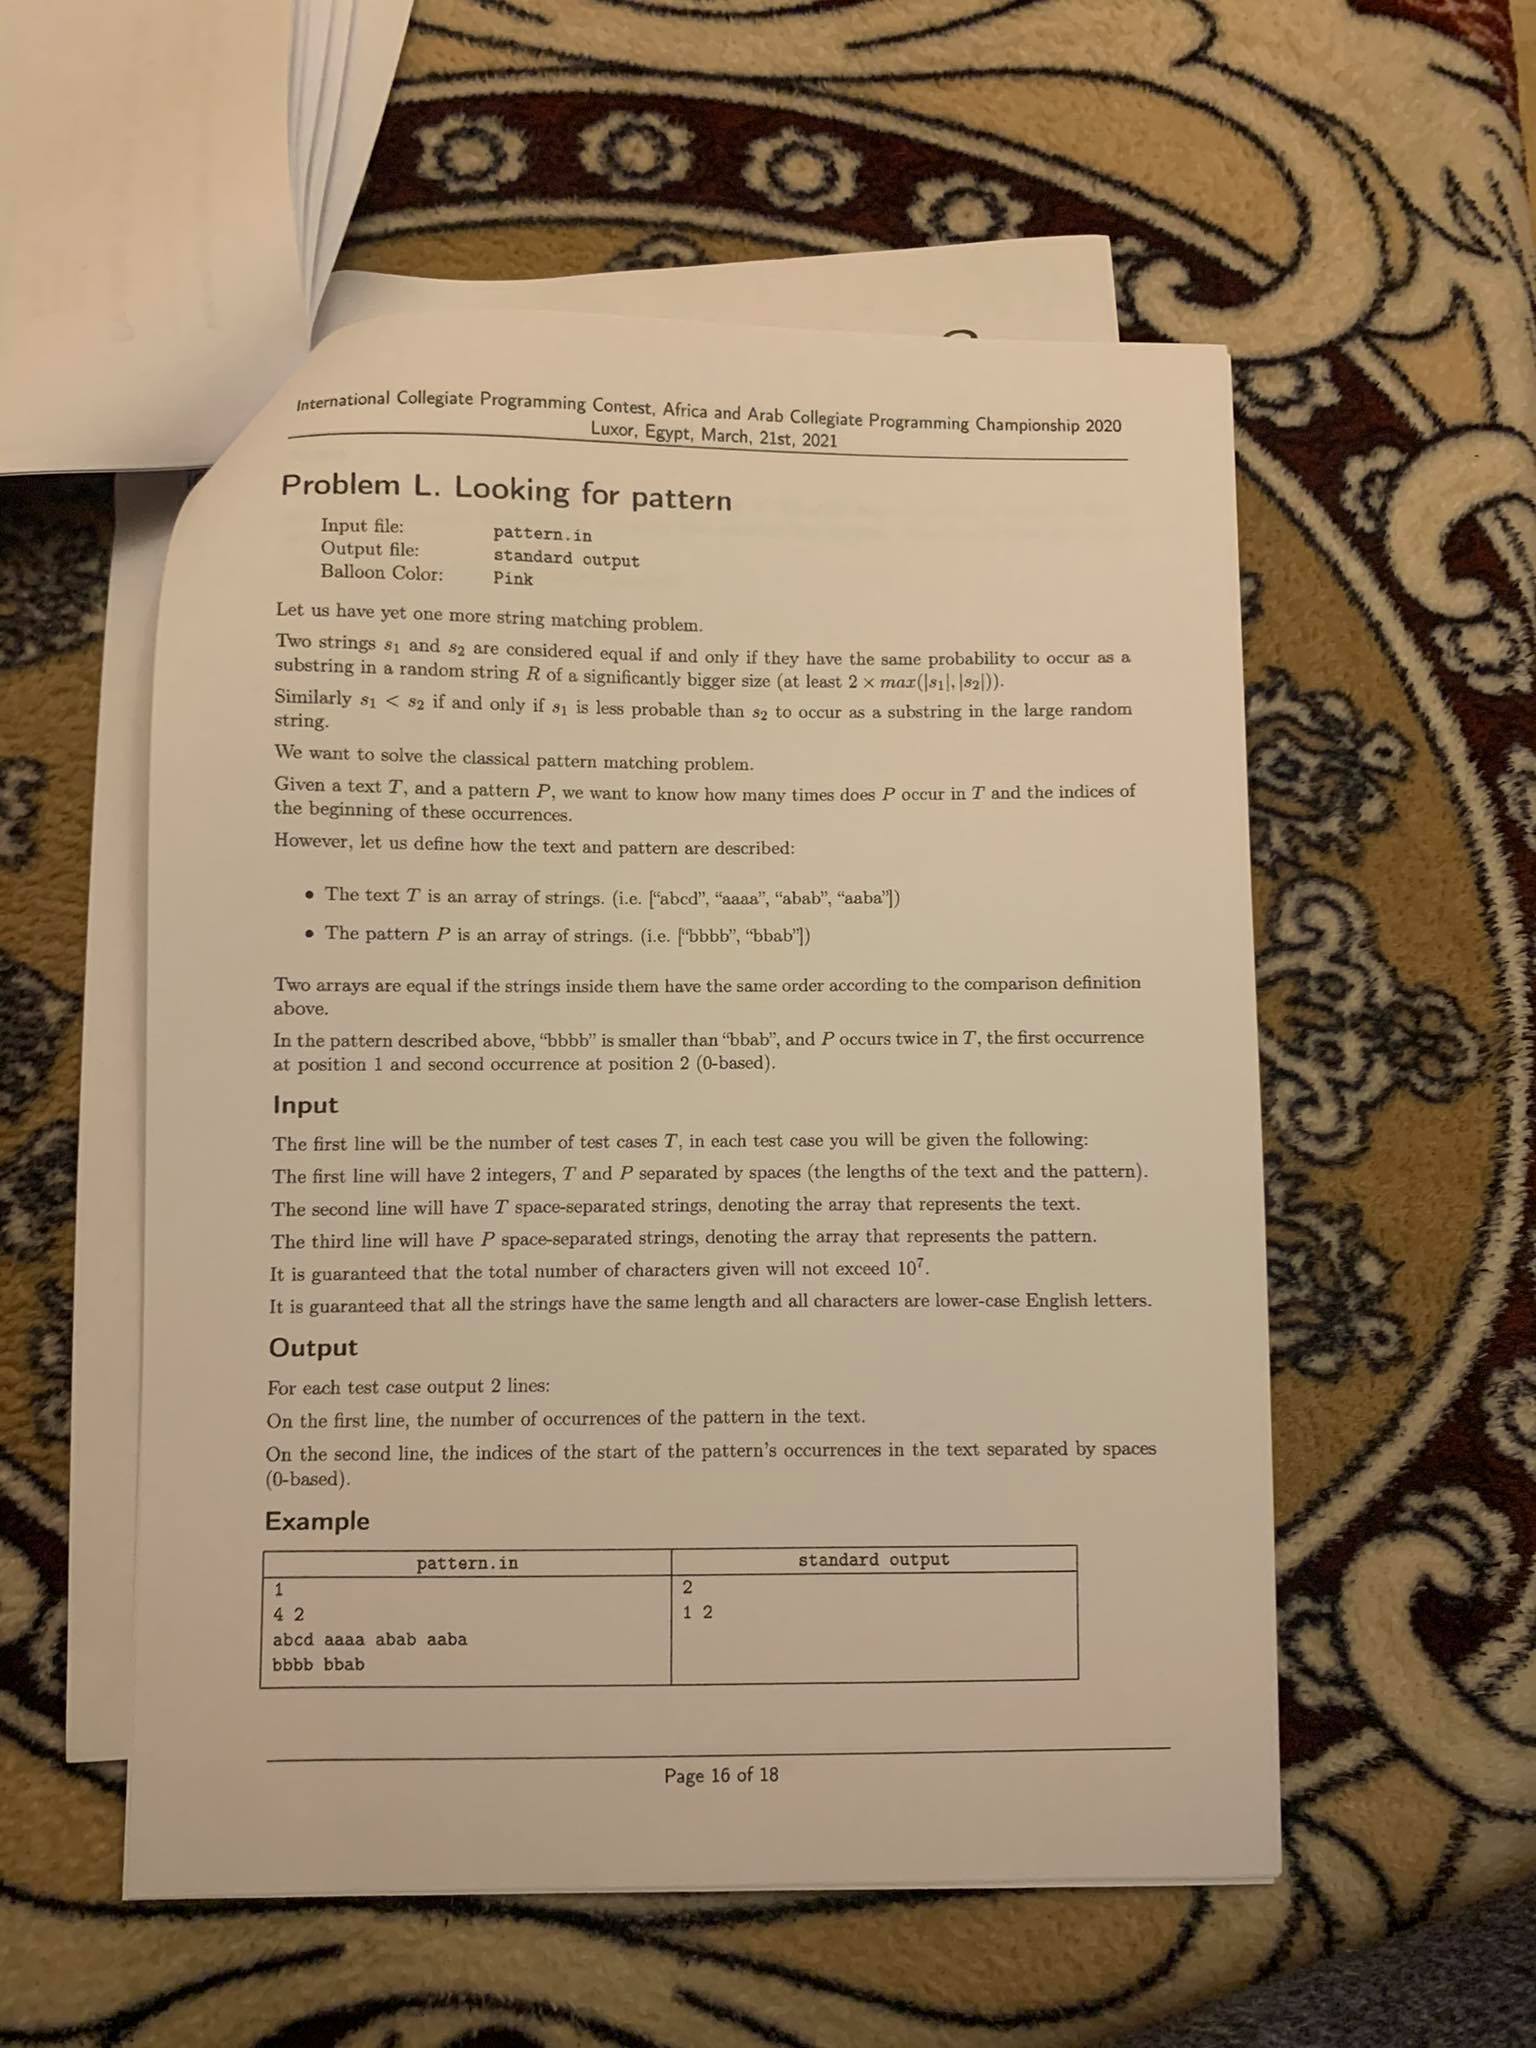 International Collegiate Programming Contest, Africa and Arab Collegiate Programming Championship 2020
Luxor, Egypt, March, 21st, 2021
Problem L. Looking for pattern
Input file: pattern.in
Output file: standard output
Balloon Color: Pink
Let us have yet one more string matching problem.
Two strings s1 and s2 are considered equal if and only if they have the same probability to occur as a
substring in a random string R of a significantly bigger size (at least 2 × max(|s1|, |s2|)).
Similarly s1 < s2 if and only if s1 is less probable than s2 to occur as a substring in the large random
string.
We want to solve the classical pattern matching problem.
Given a text T, and a pattern P, we want to know how many times does P occur in T and the indices of
the beginning of these occurrences.
However, let us define how the text and pattern are described:
• The text T is an array of strings. (i.e. [“abcd”, “aaaa”, “abab”, “aaba”])
• The pattern P is an array of strings. (i.e. [“bbbb”, “bbab”])
Two arrays are equal if the strings inside them have the same order according to the comparison definition
above.
In the pattern described above, “bbbb” is smaller than “bbab”, and P occurs twice in T, the first occurrence
at position 1 and second occurrence at position 2 (0-based).
Input
The first line will be the number of test cases T, in each test case you will be given the following:
The first line will have 2 integers, T and P separated by spaces (the lengths of the text and the pattern).
The second line will have T space-separated strings, denoting the array that represents the text.
The third line will have P space-separated strings, denoting the array that represents the pattern.
It is guaranteed that the total number of characters given will not exceed 10⁷.
It is guaranteed that all the strings have the same length and all characters are lower-case English letters.
Output
For each test case output 2 lines:
On the first line, the number of occurrences of the pattern in the text.
On the second line, the indices of the start of the pattern’s occurrences in the text separated by spaces
(0-based).
Example
pattern.in standard output
1 2
4 2 1 2
abcd aaaa abab aaba
bbbb bbab
Page 16 of 18